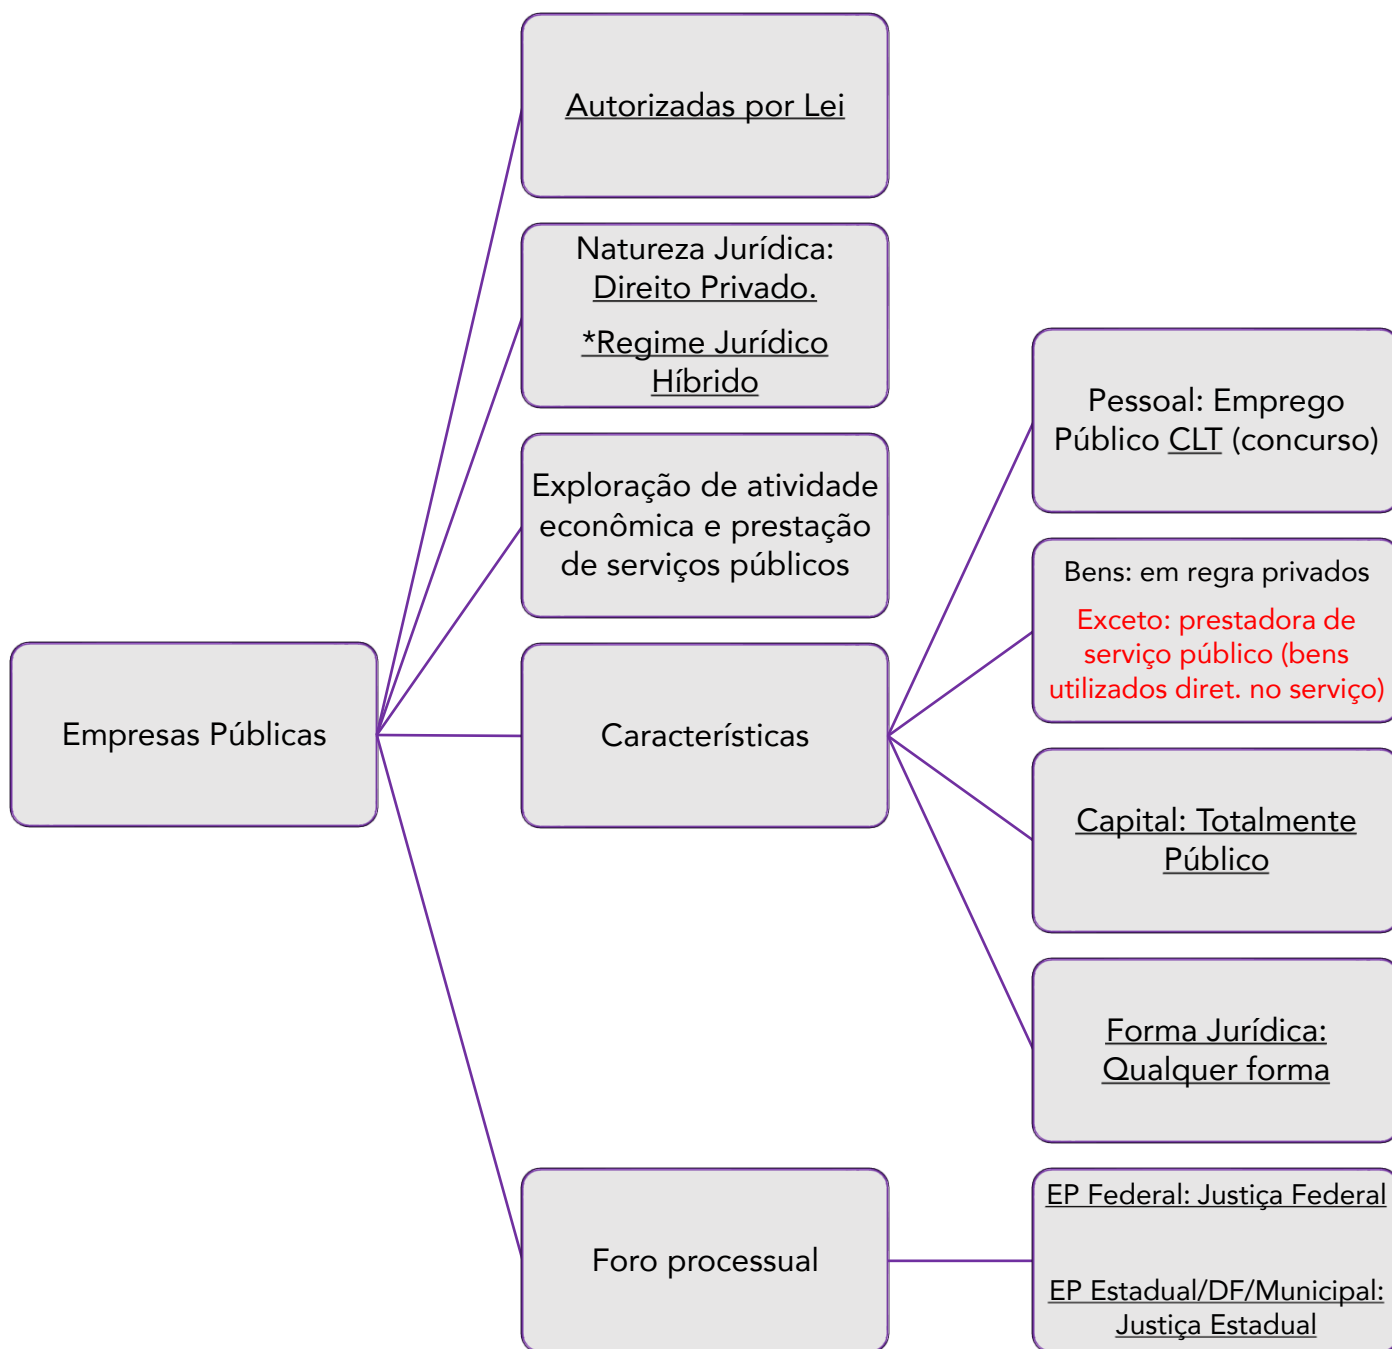 Autorizadas por Lei
Natureza Jurídica:
Direito Privado.
*Regime Jurídico
Híbrido
Exploração de atividade
econômica e prestação
de serviços públicos
Empresas Públicas
Características
Pessoal: Emprego
Público CLT (concurso)
Bens: em regra privados
Exceto: prestadora de
serviço público (bens
utilizados diret. no serviço)
Capital: Totalmente
Público
Forma Jurídica:
Qualquer forma
Foro processual
EP Federal: Justiça Federal
EP Estadual/DF/Municipal:
Justiça Estadual